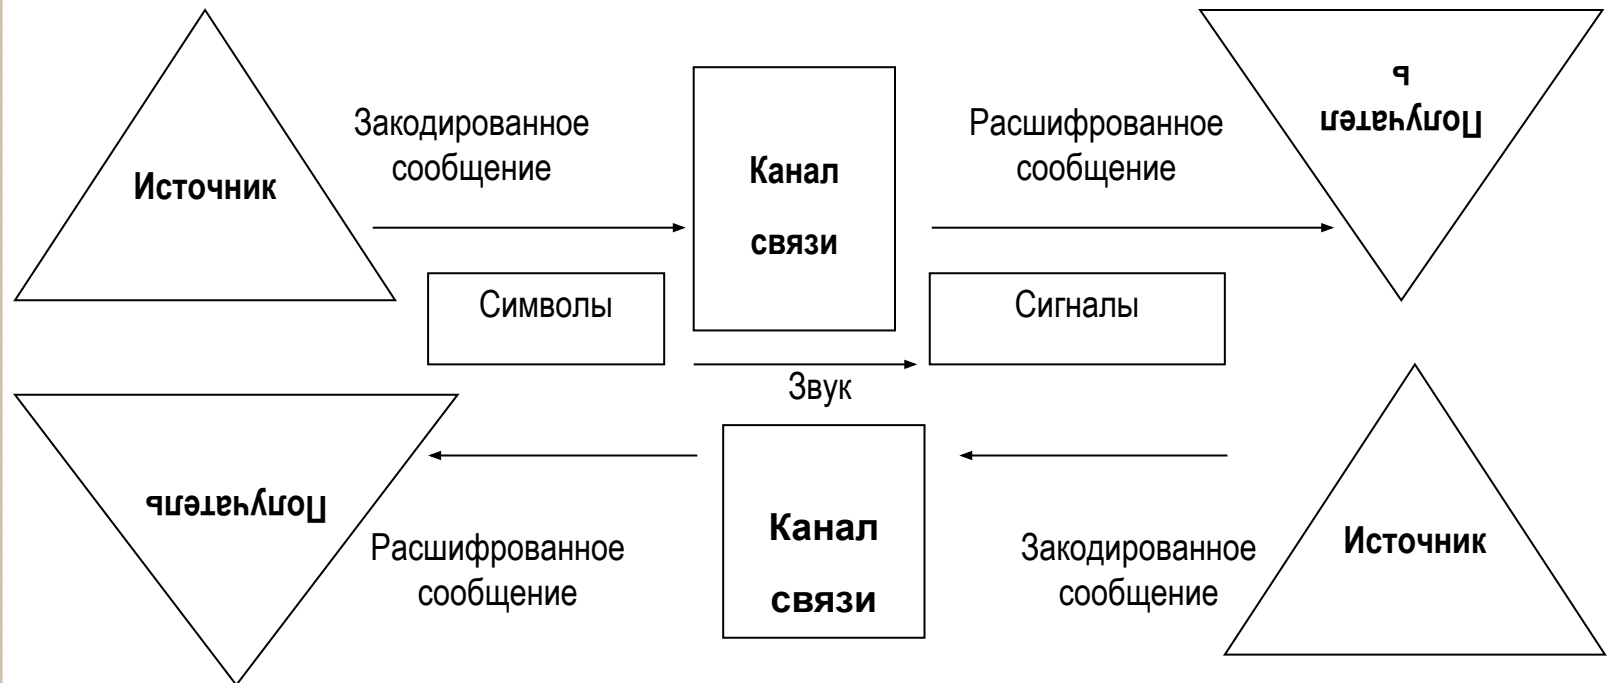 Источник
Закодированное
сообщение
Канал
связи
Расшифрованное
сообщение
Получател
ь
Символы
Сигналы
Звук
Получатель
Расшифрованное
сообщение
Канал
связи
Закодированное
сообщение
Источник